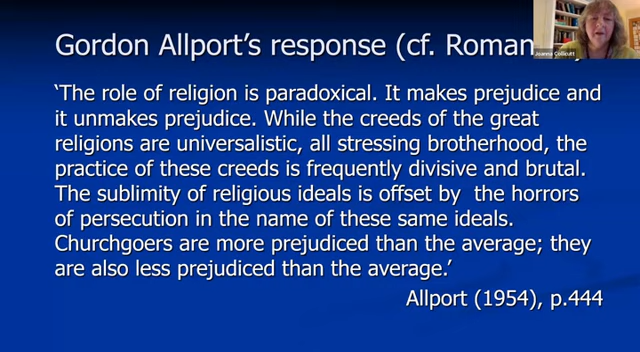 Gordon Allport's response (cf. Roman
Joanna Collicutt
'The role of religion is paradoxical. It makes prejudice and
it unmakes prejudice. While the creeds of the great
religions are universalistic, all stressing brotherhood, the
practice of these creeds is frequently divisive and brutal.
The sublimity of religious ideals is offset by the horrors
of persecution in the name of these same ideals.
Churchgoers are more prejudiced than the average; they
are also less prejudiced than the average.'
Allport (1954), p.444